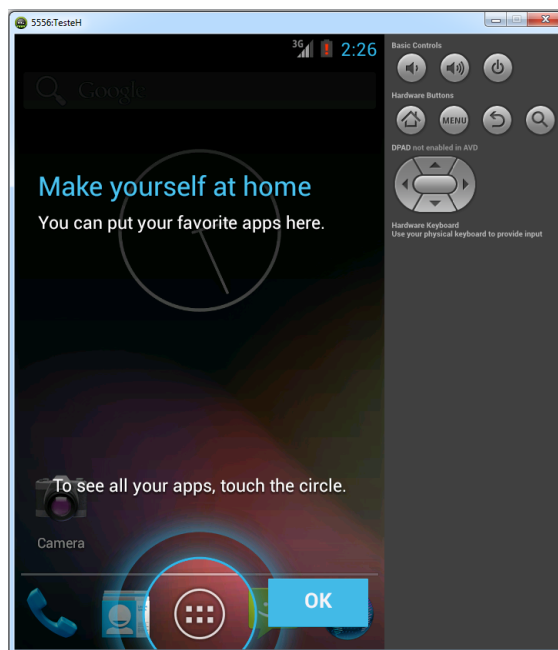 5556:TesteH
3G
2:26
Google
Make yourself at home
You can put your favorite apps here.
To see all your apps, touch the circle.
Camera
OK
Basic Controls
Hardware Buttons
MENU
DPAD not enabled in AVD
Hardware Keyboard
Use your physical keyboard to provide input